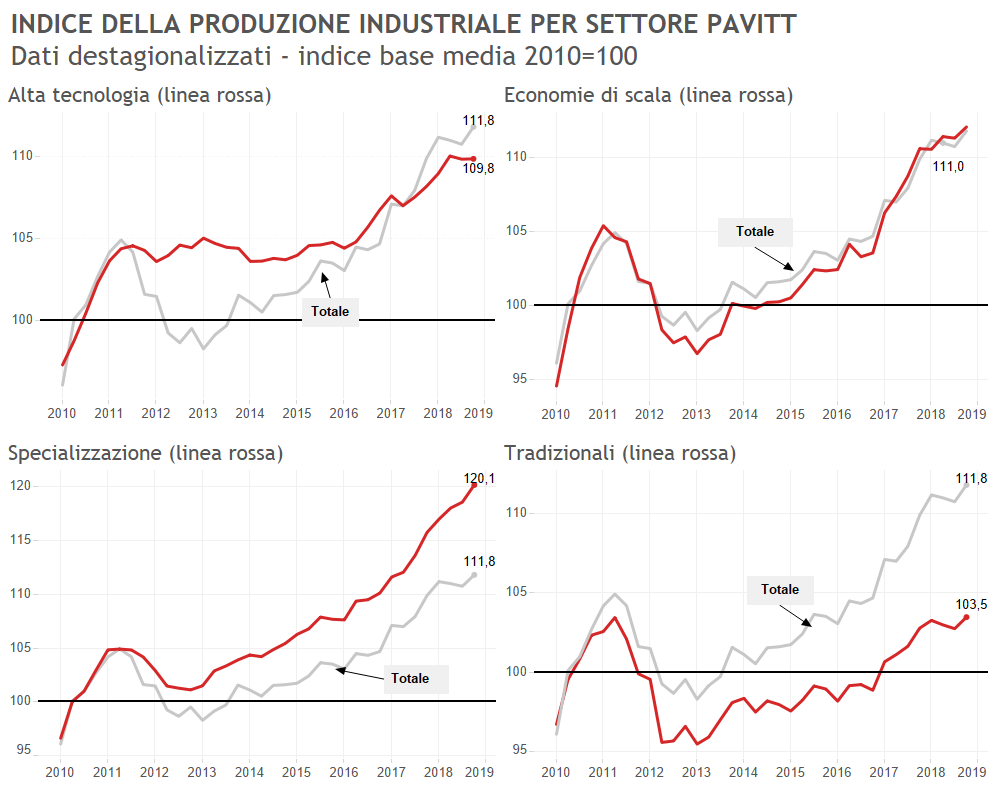 INDICE DELLA PRODUZIONE INDUSTRIALE PER SETTORE PAVITT
Dati destagionalizzati - indice base media 2010=100
Alta tecnologia (linea rossa)
111,8
110
109,8
105
Totale
100
2010 2011 2012 2013 2014 2015 2016 2017 2018 2019
Economie di scala (linea rossa)
110
111,0
105
Totale
100
95
2010 2011 2012 2013 2014 2015 2016 2017 2018 2019
Specializzazione (linea rossa)
120
120,1
115
111,8
110
105
Totale
100
95
2010 2011 2012 2013 2014 2015 2016 2017 2018 2019
Tradizionali (linea rossa)
111,8
110
105
Totale
103,5
100
95
2010 2011 2012 2013 2014 2015 2016 2017 2018 2019